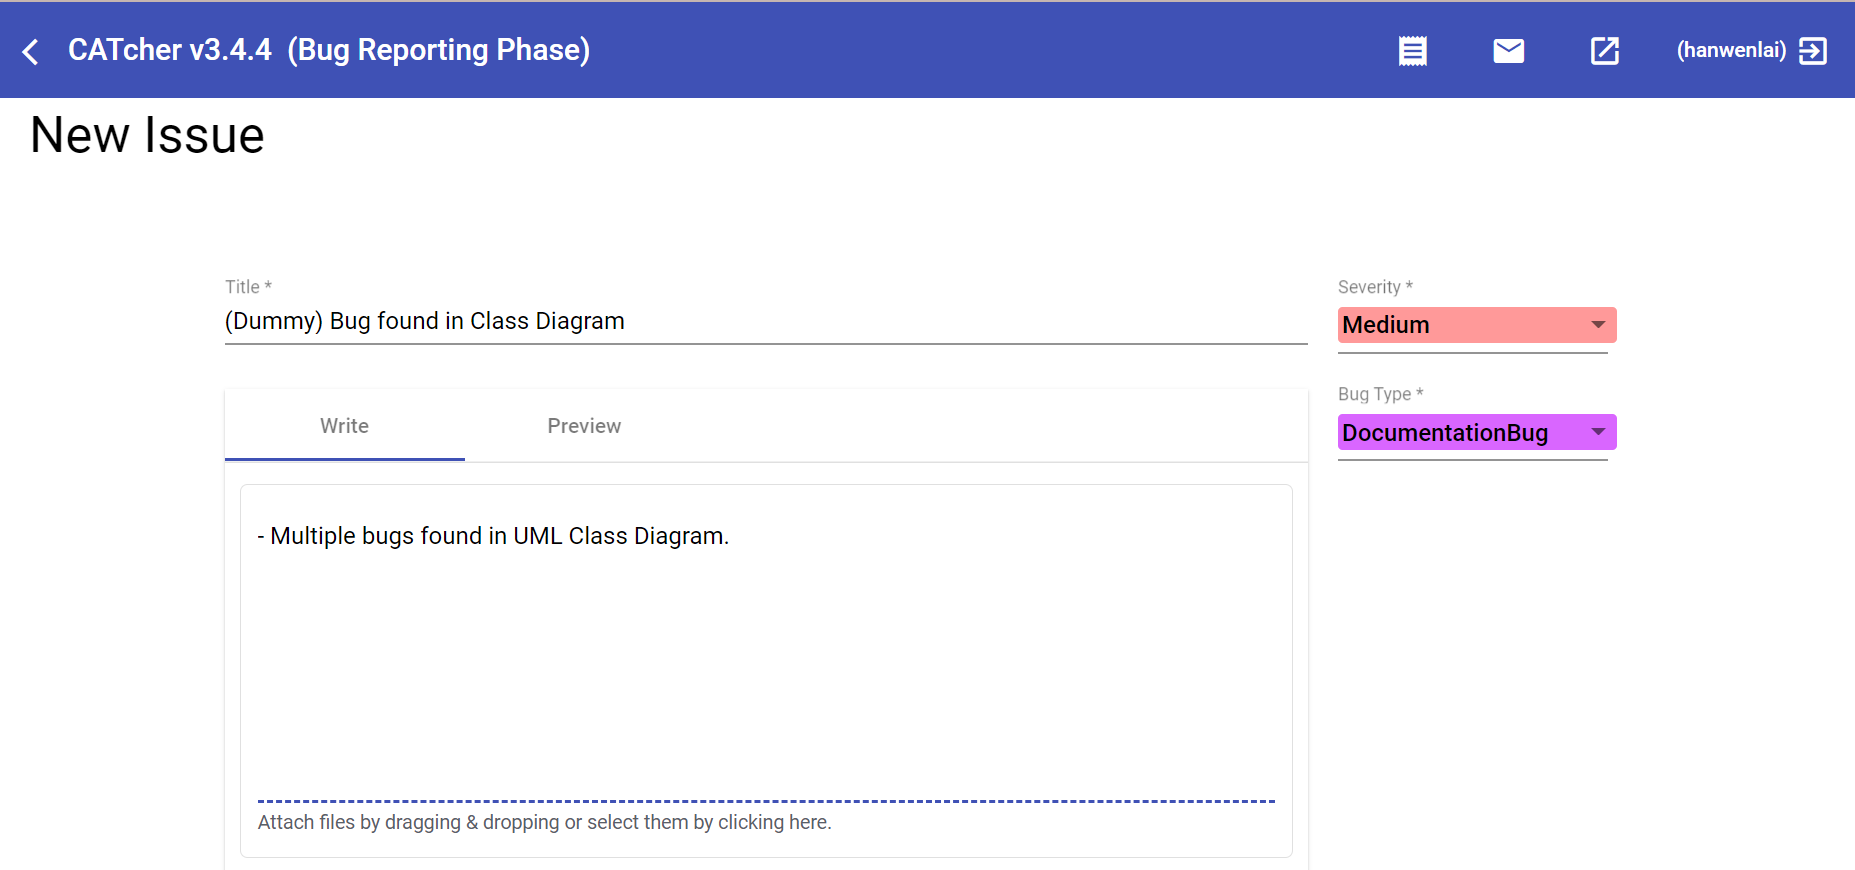 CATcher v3.4.4 (Bug Reporting Phase)
(hanwenlai)
New Issue
Title *
(Dummy) Bug found in Class Diagram
Severity *
Medium
Bug Type *
DocumentationBug
Write Preview
- Multiple bugs found in UML Class Diagram.
Attach files by dragging & dropping or select them by clicking here.